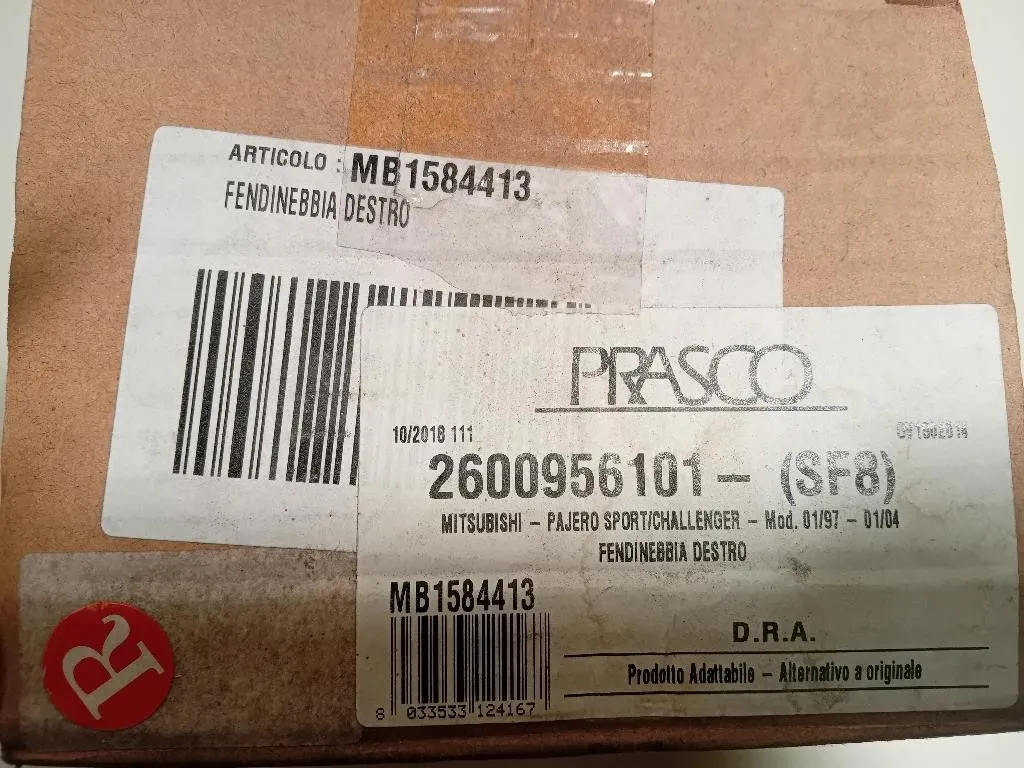 ARTICOLO : MB1584413
FENDINEBBIA DESTRO
PRASCO
10/2018 111
2600956101 - (SF8)
MITSUBISHI - PAJERO SPORT/CHALLENGER - Mod. 01/97 - 01/04
FENDINEBBIA DESTRO
MB1584413
D.R.A.
Prodotto Adattabile - Alternativo a originale
8 033533 124167
R